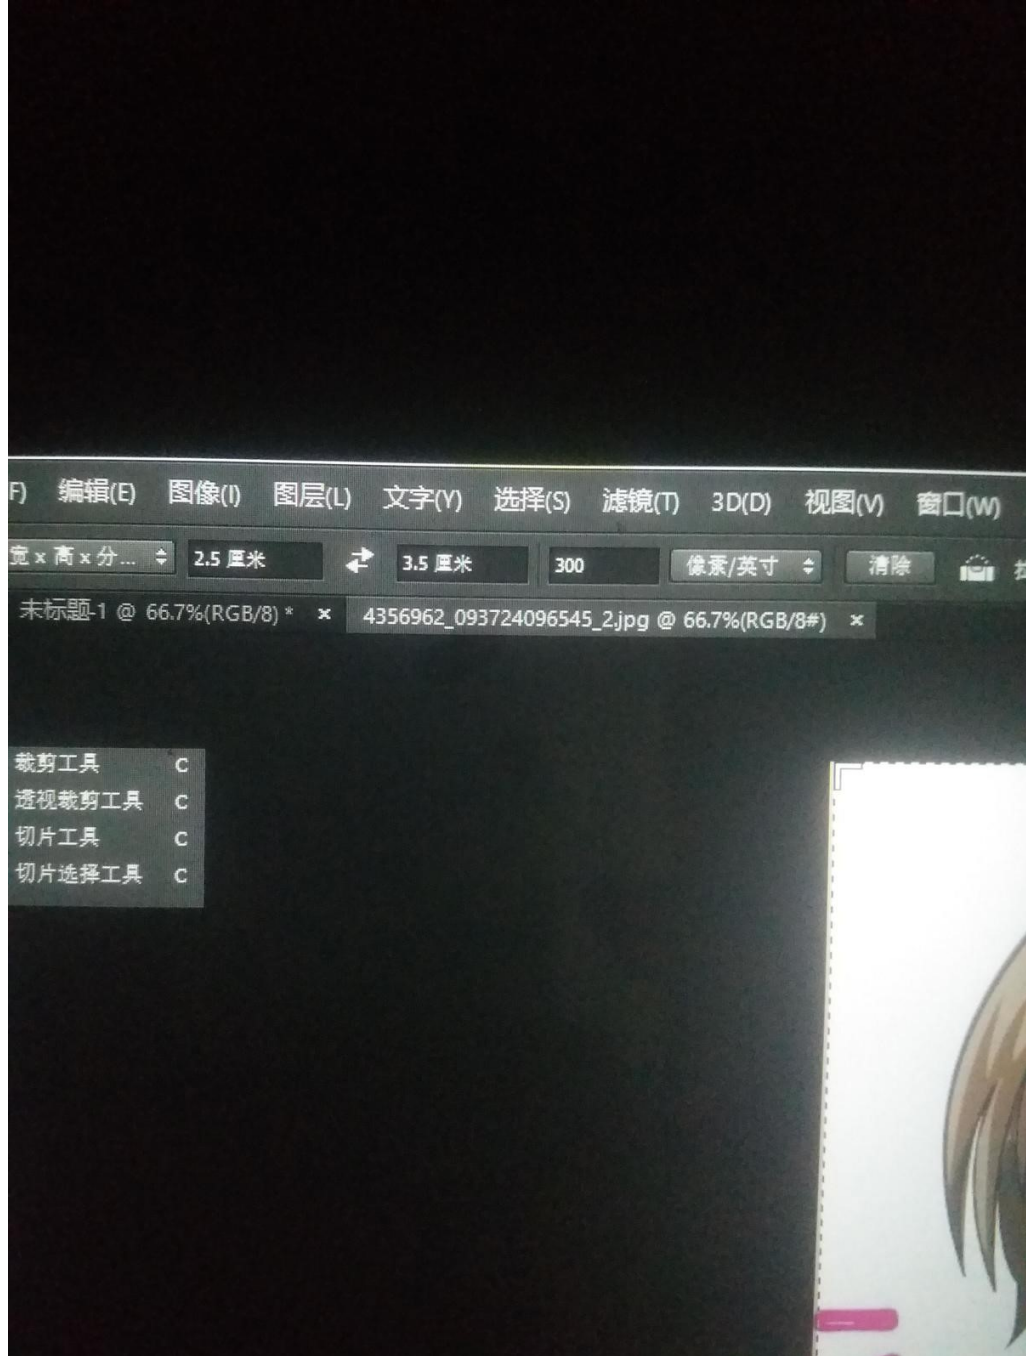 F) 编辑(E) 图像(I) 图层(L) 文字(Y) 选择(S) 滤镜(T) 3D(D) 视图(V) 窗口(W)
宽 x 高 x 分... 2.5 厘米 3.5 厘米 300 像素/英寸 清除
未标题-1 @ 66.7%(RGB/8) * × 4356962_093724096545_2.jpg @ 66.7%(RGB/8#) ×
裁剪工具 C
透视裁剪工具 C
切片工具 C
切片选择工具 C